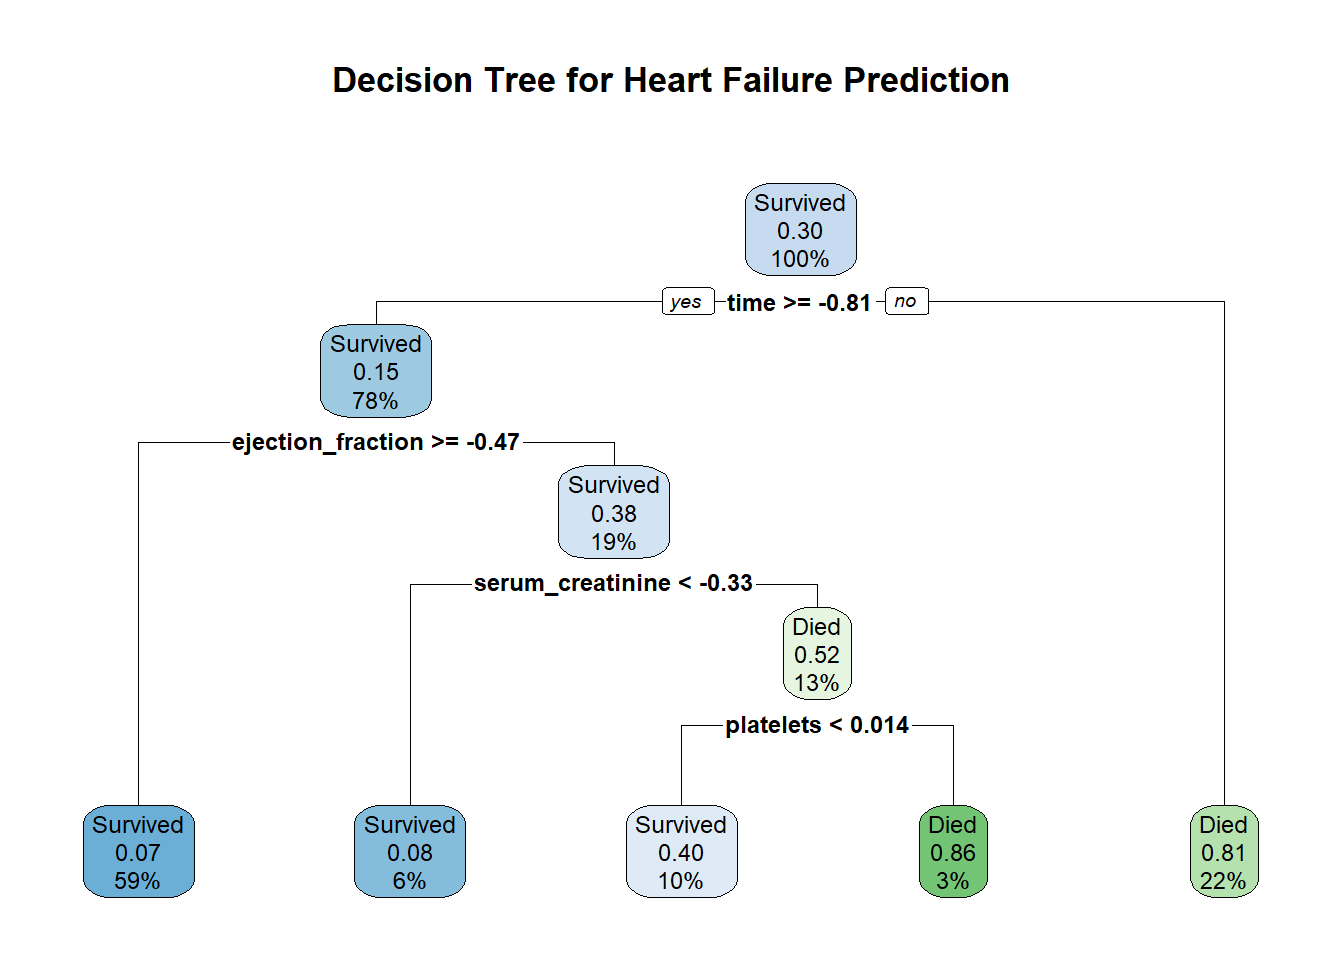 Decision Tree for Heart Failure Prediction
Survived
0.30
100%
yes time >= -0.81 no
Survived
0.15
78%
ejection_fraction >= -0.47
Survived
0.38
19%
serum_creatinine < -0.33
Died
0.52
13%
platelets < 0.014
Survived
0.07
59%
Survived
0.08
6%
Survived
0.40
10%
Died
0.86
3%
Died
0.81
22%